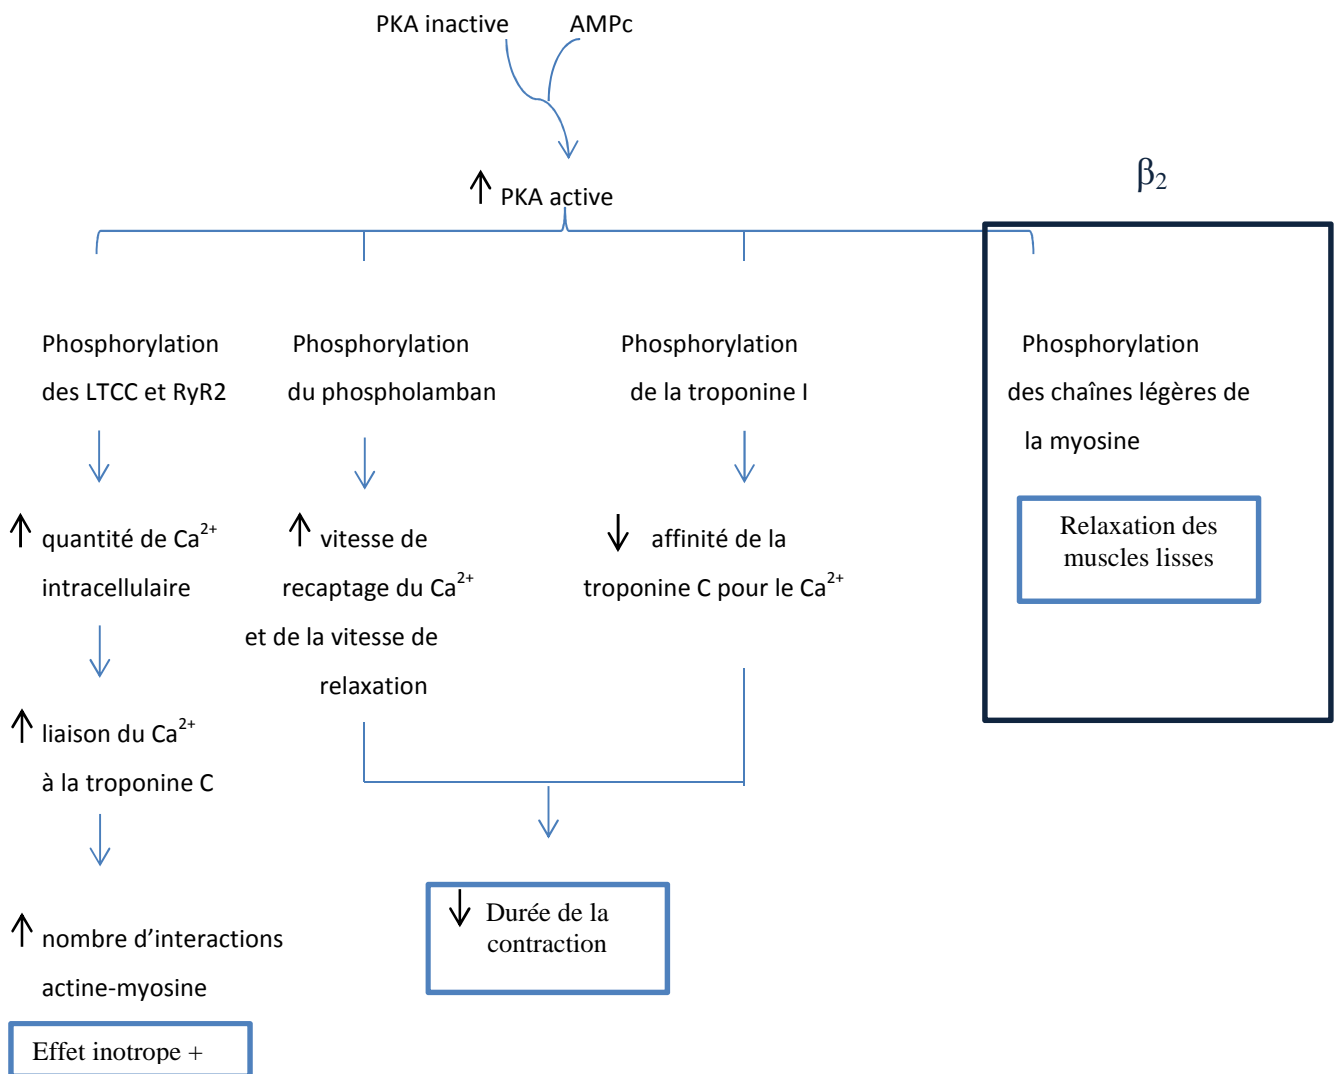 PKA inactive AMPc
↑ PKA active
β₂
Phosphorylation
des LTCC et RyR2
↑ quantité de Ca²⁺
intracellulaire
↑ liaison du Ca²⁺
à la troponine C
↑ nombre d'interactions
actine-myosine
Effet inotrope +
Phosphorylation
du phospholamban
↑ vitesse de
recaptage du Ca²⁺
et de la vitesse de
relaxation
Phosphorylation
de la troponine I
↓ affinité de la
troponine C pour le Ca²⁺
↓ Durée de la
contraction
Phosphorylation
des chaînes légères de
la myosine
Relaxation des
muscles lisses